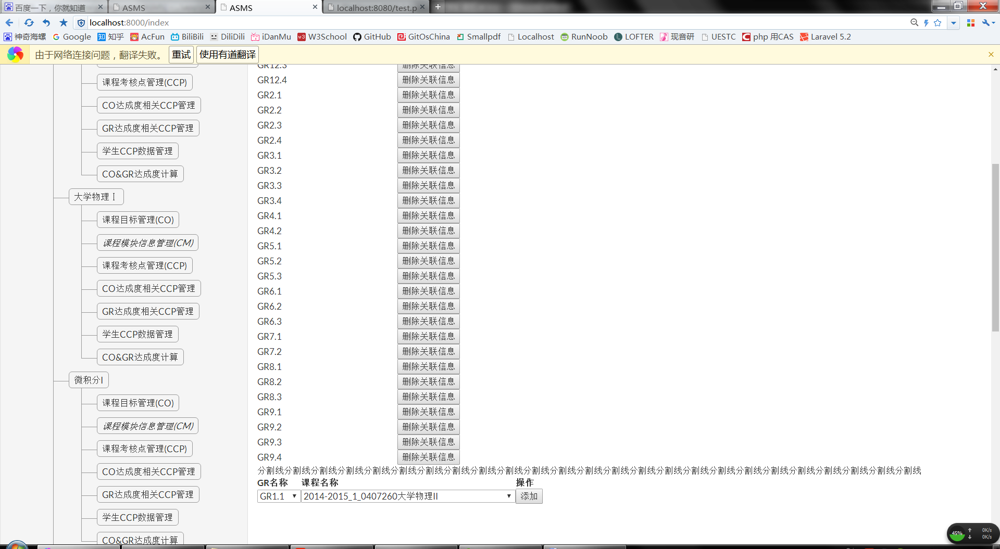 百度一下，你就知道
ASMS
ASMS
localhost:8080/test.p
localhost:8000/index
神奇海螺 Google 知乎 AcFun BiliBili DiliDili iDanMu W3School GitHub GitOsChina Smallpdf Localhost RunNoob LOFTER 现音研 UESTC php 用CAS Laravel 5.2
由于网络连接问题，翻译失败。 重试 使用有道翻译
课程考核点管理(CCP)
CO达成度相关CCP管理
GR达成度相关CCP管理
学生CCP数据管理
CO&GR达成度计算
大学物理Ⅰ
课程目标管理(CO)
课程模块信息管理(CM)
课程考核点管理(CCP)
CO达成度相关CCP管理
GR达成度相关CCP管理
学生CCP数据管理
CO&GR达成度计算
微积分I
课程目标管理(CO)
课程模块信息管理(CM)
课程考核点管理(CCP)
CO达成度相关CCP管理
GR达成度相关CCP管理
学生CCP数据管理
CO&GR达成度计算
GR12.3 删除关联信息
GR12.4 删除关联信息
GR2.1 删除关联信息
GR2.2 删除关联信息
GR2.3 删除关联信息
GR2.4 删除关联信息
GR3.1 删除关联信息
GR3.2 删除关联信息
GR3.3 删除关联信息
GR3.4 删除关联信息
GR4.1 删除关联信息
GR4.2 删除关联信息
GR5.1 删除关联信息
GR5.2 删除关联信息
GR5.3 删除关联信息
GR6.1 删除关联信息
GR6.2 删除关联信息
GR6.3 删除关联信息
GR7.1 删除关联信息
GR7.2 删除关联信息
GR8.1 删除关联信息
GR8.2 删除关联信息
GR8.3 删除关联信息
GR9.1 删除关联信息
GR9.2 删除关联信息
GR9.3 删除关联信息
GR9.4 删除关联信息
分割线分割线分割线分割线分割线分割线分割线分割线分割线分割线分割线分割线分割线分割线分割线分割线分割线分割线分割线分割线分割线分割线分割线分割线分割线
GR名称 课程名称 操作
GR1.1 2014-2015_1_0407260大学物理II 添加
45% 0K/s
0K/s